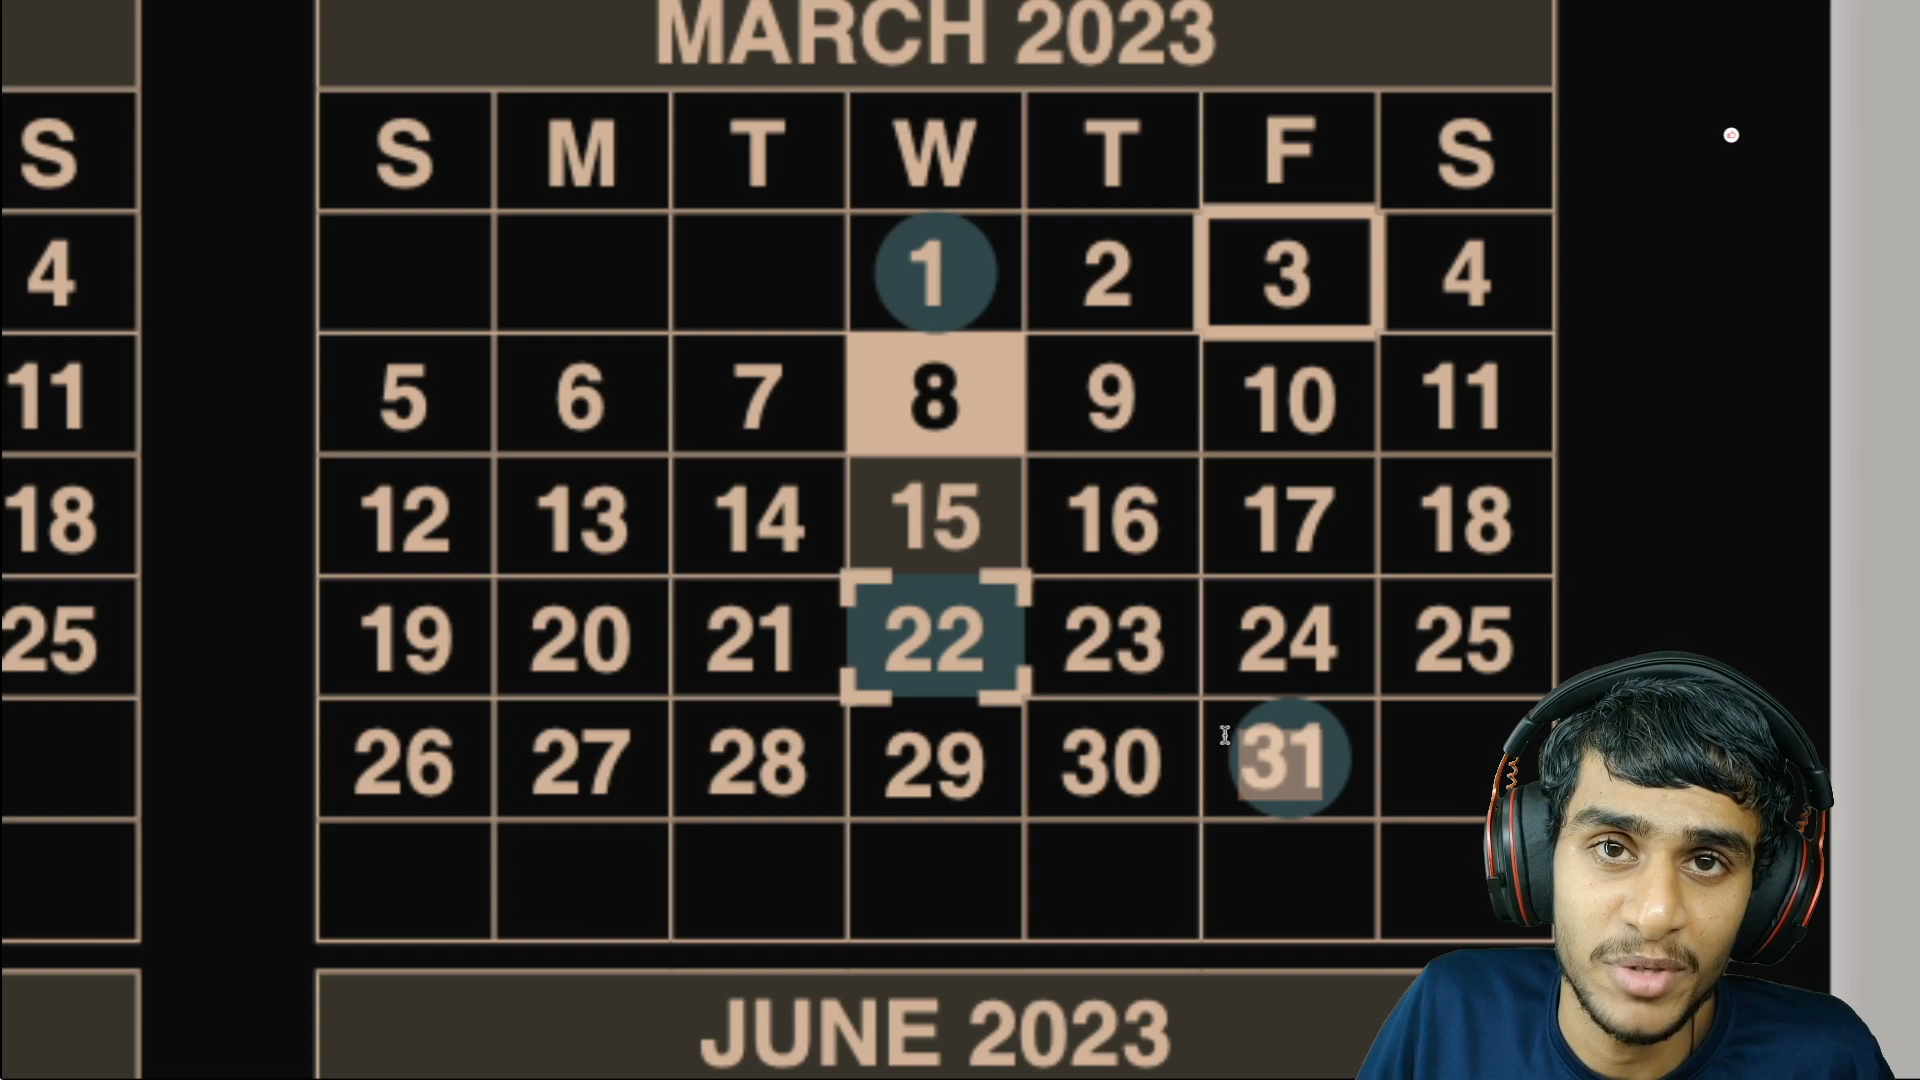 MARCH 2023
S S M T W T F S
4 1 2 3 4
11 5 6 7 8 9 10 11
18 12 13 14 15 16 17 18
25 19 20 21 22 23 24 25
26 27 28 29 30 31
JUNE 2023